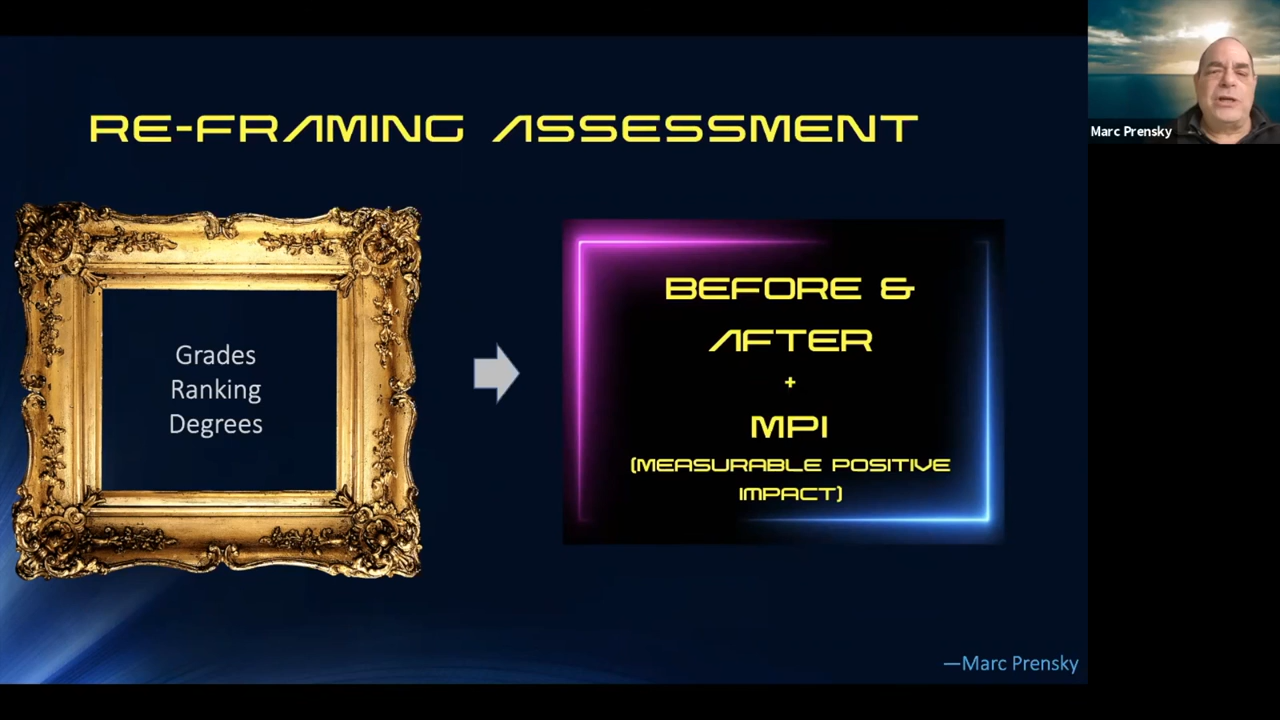 RE-FRAMING ASSESSMENT
Grades
Ranking
Degrees
BEFORE &
AFTER
+
MPI
(MEASURABLE POSITIVE
IMPACT)
—Marc Prensky
Marc Prensky